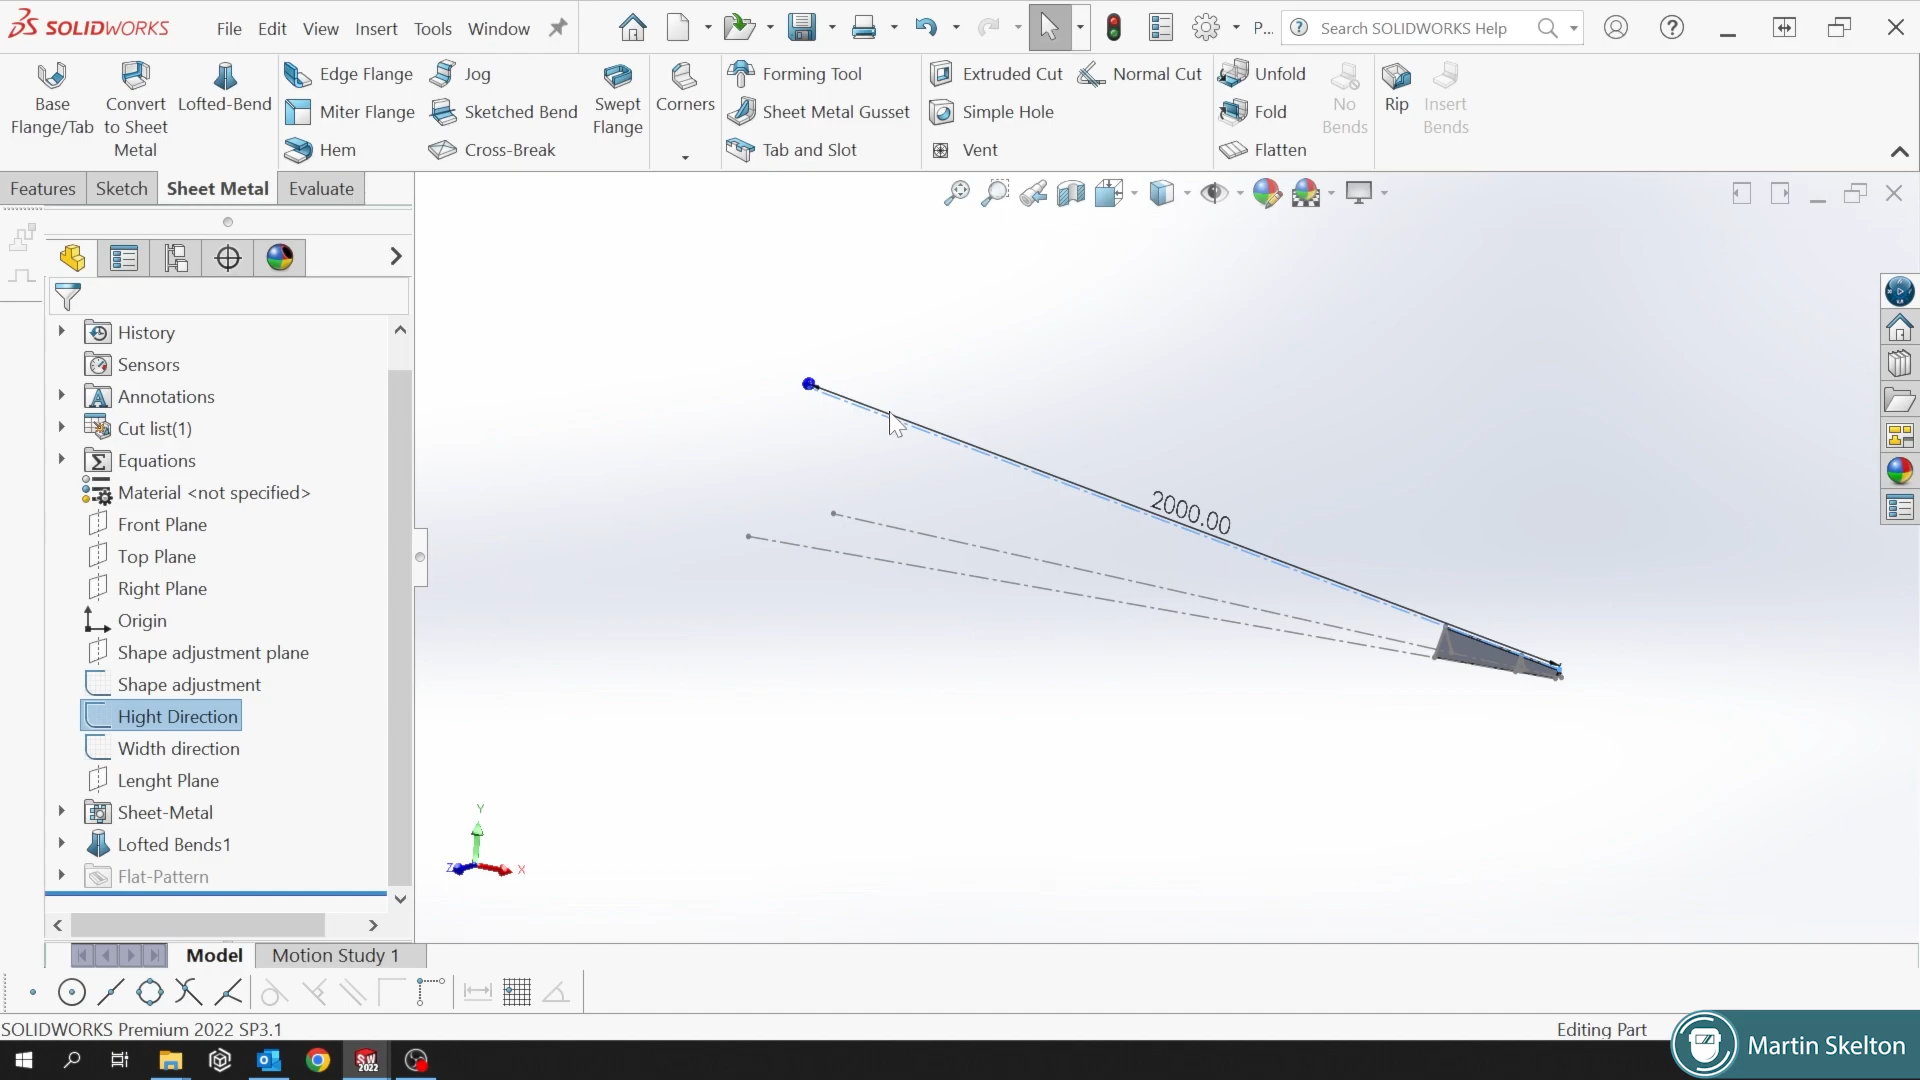 SOLIDWORKS
File Edit View Insert Tools Window
P...
Search SOLIDWORKS Help
Base Flange/Tab
Convert to Sheet Metal
Lofted-Bend
Edge Flange
Miter Flange
Hem
Jog
Sketched Bend
Cross-Break
Swept Flange
Corners
Forming Tool
Sheet Metal Gusset
Tab and Slot
Extruded Cut
Simple Hole
Vent
Normal Cut
Unfold
Fold
Flatten
No Bends
Rip
Insert Bends
Features Sketch Sheet Metal Evaluate
History
Sensors
Annotations
Cut list(1)
Equations
Material <not specified>
Front Plane
Top Plane
Right Plane
Origin
Shape adjustment plane
Shape adjustment
Hight Direction
Width direction
Lenght Plane
Sheet-Metal
Lofted Bends1
Flat-Pattern
2000.00
Y
Z
X
Model Motion Study 1
SOLIDWORKS Premium 2022 SP3.1
Editing Part
SW
2022
Martin Skelton